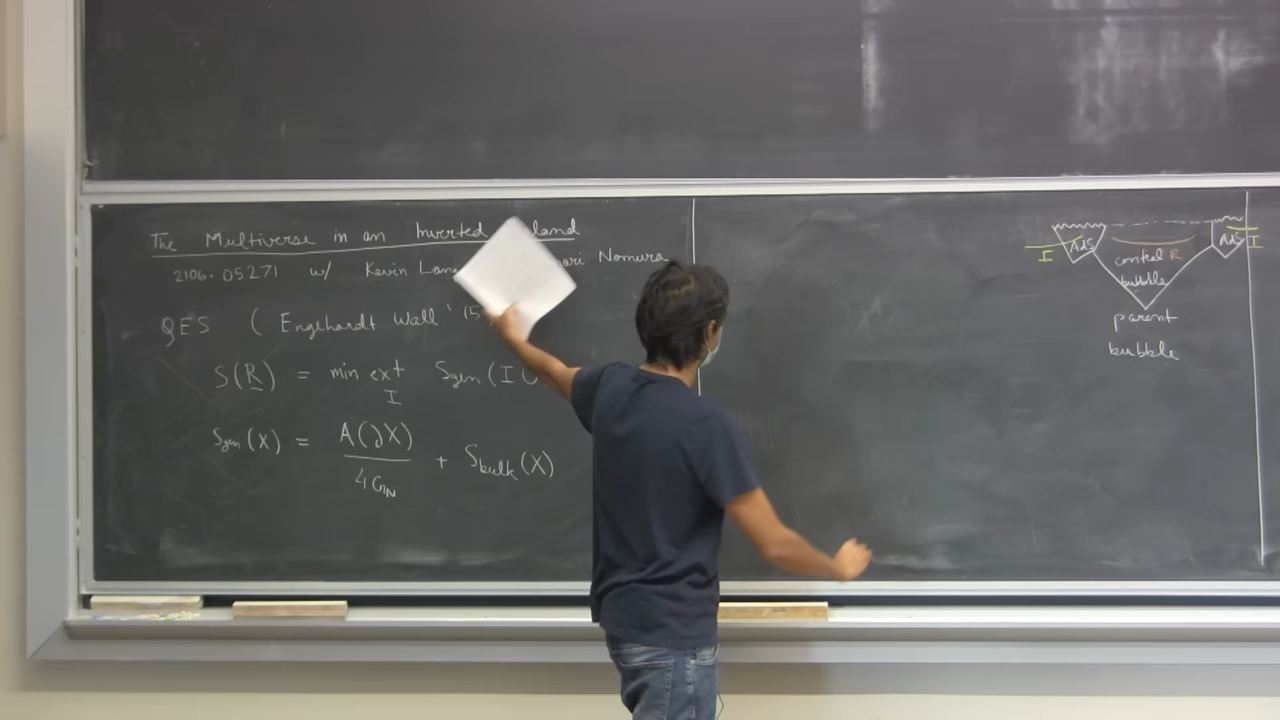 The Multiverse in an Inverted land
2106.05271 w/ Kevin Lan ori Nomura
QES ( Engelhardt Wall '15
S(R) = min ext Sgen(I ∪
I
Sgen(X) = A(∂X) + Sbulk(X)
4GN
I AdS central R AdS I
bubble
parent
bubble